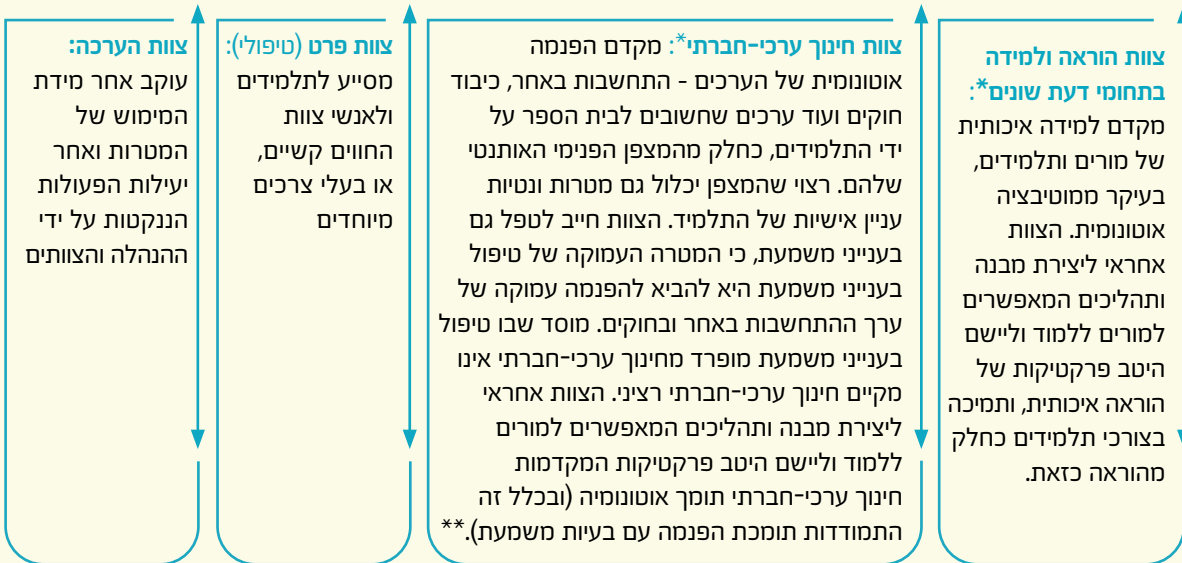 צוות הוראה ולמידה
בתחומי דעת שונים*:
מקדם למידה איכותית
של מורים ותלמידים,
בעיקר ממוטיבציה
אוטונומית. הצוות
אחראי ליצירת מבנה
ותהליכים המאפשרים
למורים ללמוד וליישם
היטב פרקטיקות של
הוראה איכותית, ותמיכה
בצורכי תלמידים כחלק
מהוראה כזאת.
צוות חינוך ערכי-חברתי*: מקדם הפנמה
אוטונומית של הערכים - התחשבות באחר, כיבוד
חוקים ועוד ערכים שחשובים לבית הספר על
ידי התלמידים, כחלק מהמצפן הפנימי האותנטי
שלהם. רצוי שהמצפן יכלול גם מטרות ונטיות
עניין אישיות של התלמיד. הצוות חייב לטפל גם
בענייני משמעת, כי המטרה העמוקה של טיפול
בענייני משמעת היא להביא להפנמה עמוקה של
ערך ההתחשבות באחר ובחוקים. מוסד שבו טיפול
בענייני משמעת מופרד מחינוך ערכי-חברתי אינו
מקיים חינוך ערכי-חברתי רציני. הצוות אחראי
ליצירת מבנה ותהליכים המאפשרים למורים
ללמוד וליישם היטב פרקטיקות המקדמות
חינוך ערכי-חברתי תומך אוטונומיה (ובכלל זה
התמודדות תומכת הפנמה עם בעיות משמעת).**
צוות פרט (טיפולי):
מסייע לתלמידים
ולאנשי צוות
החווים קשיים,
או בעלי צרכים
מיוחדים
צוות הערכה:
עוקב אחר מידת
המימוש של
המטרות ואחר
יעילות הפעולות
הננקטות על ידי
ההנהלה והצוותים